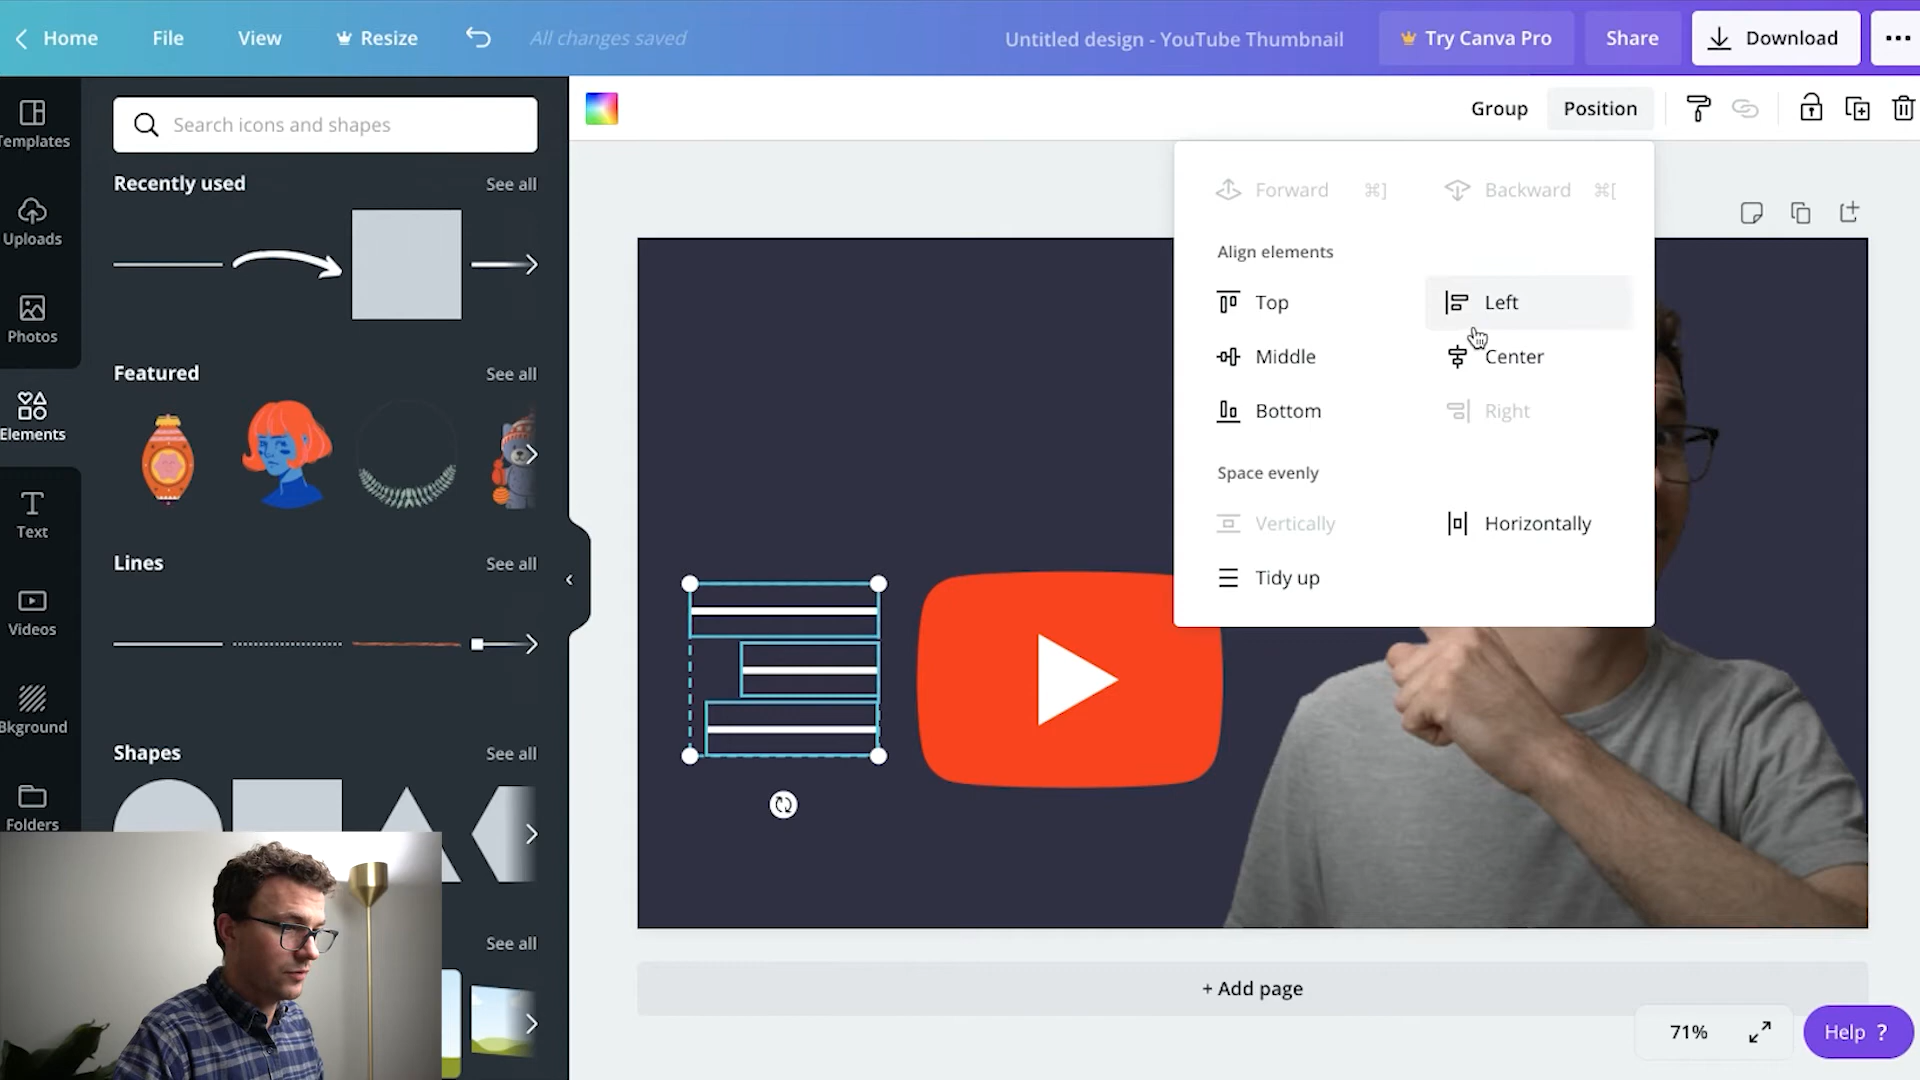 Home
File
View
Resize
All changes saved
Untitled design - YouTube Thumbnail
Try Canva Pro
Share
Download
Templates
Uploads
Photos
Elements
Text
Videos
Bkground
Folders
Search icons and shapes
Recently used
See all
Featured
See all
Lines
See all
Shapes
See all
See all
Group
Position
Forward ⌘]
Backward ⌘[
Align elements
Top
Left
Middle
Center
Bottom
Right
Space evenly
Vertically
Horizontally
Tidy up
+ Add page
71%
Help ?